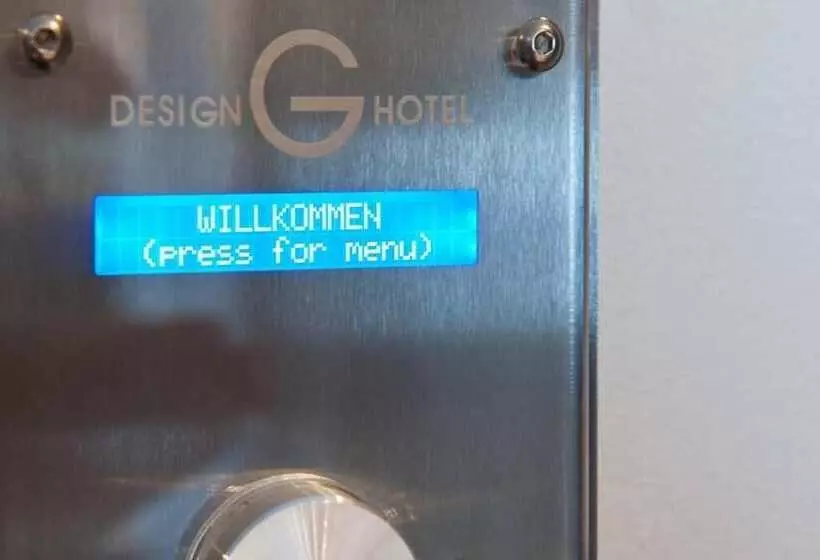 DESIGN G HOTEL
WILLKOMMEN
(press for menu)